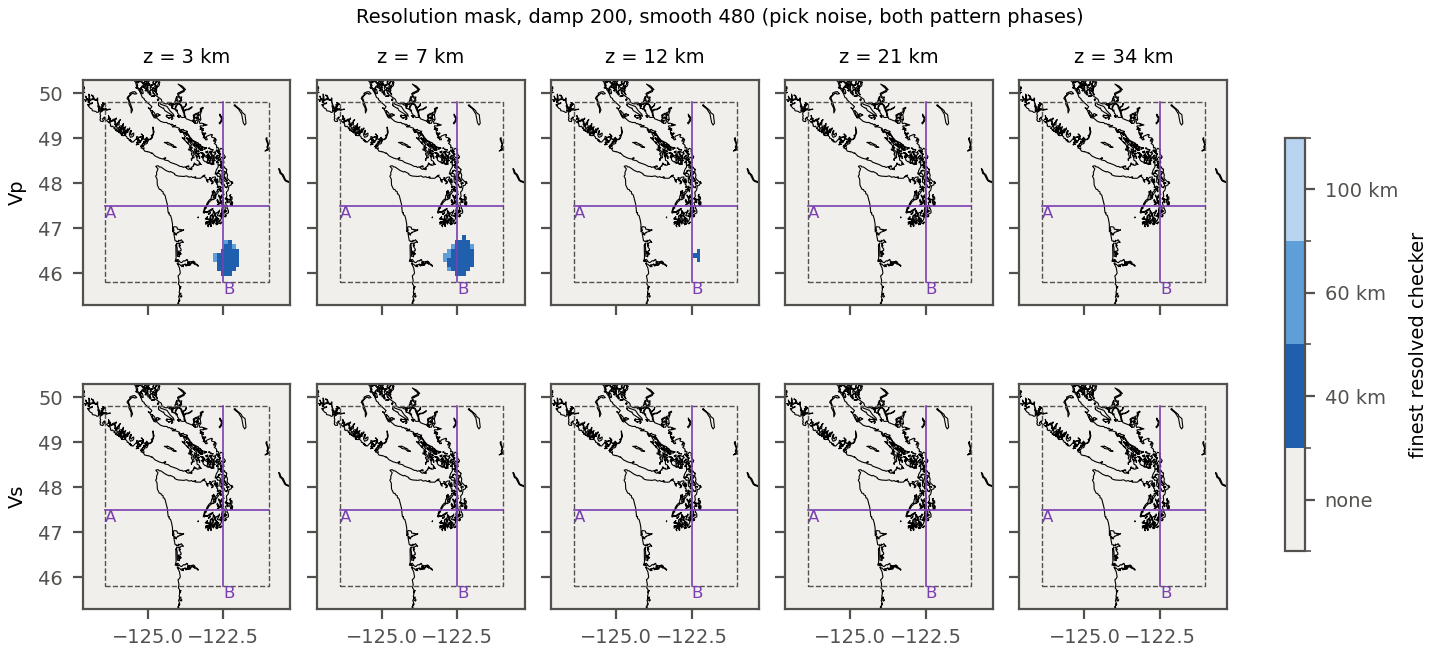 Resolution mask, damp 200, smooth 480 (pick noise, both pattern phases)
z = 3 km z = 7 km z = 12 km z = 21 km z = 34 km
Vp
50
49
48
47
46
A B A B A B A B A B
Vs
50
49
48
47
46
A B A B A B A B A B
−125.0 −122.5 −125.0 −122.5 −125.0 −122.5 −125.0 −122.5 −125.0 −122.5
100 km
60 km
40 km
none
finest resolved checker